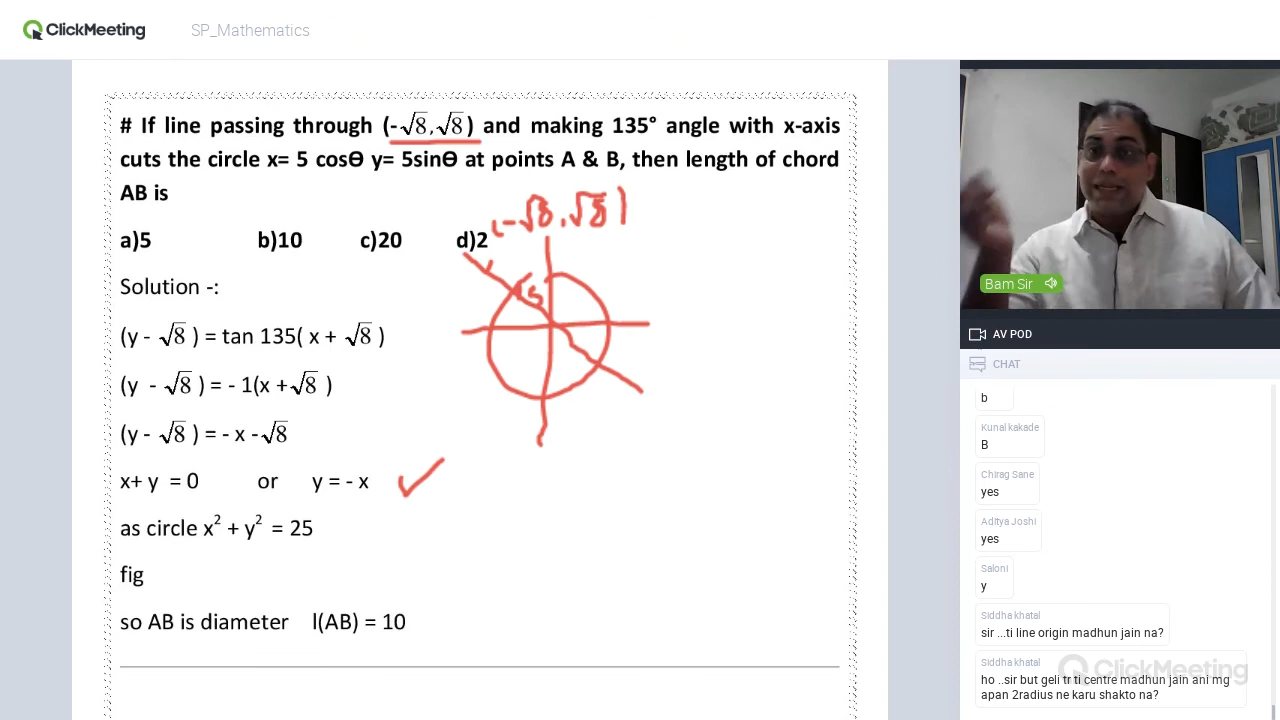 ClickMeeting
SP_Mathematics
# If line passing through (-√8,√8) and making 135° angle with x-axis
cuts the circle x= 5 cosƟ y= 5sinƟ at points A & B, then length of chord
AB is
(-√8,√8)
a)5 b)10 c)20 d)2
Solution -:
(y - √8 ) = tan 135( x + √8 )
(y - √8 ) = - 1(x +√8 )
(y - √8 ) = - x -√8
x+ y = 0 or y = - x
as circle x² + y² = 25
fig
so AB is diameter l(AB) = 10
Bam Sir
AV POD
CHAT
b
Kunal kakade
B
Chirag Sane
yes
Aditya Joshi
yes
Saloni
y
Siddha khatal
sir ...ti line origin madhun jain na?
Siddha khatal
ho ..sir but geli tr ti centre madhun jain ani mg
apan 2radius ne karu shakto na?
ClickMeeting